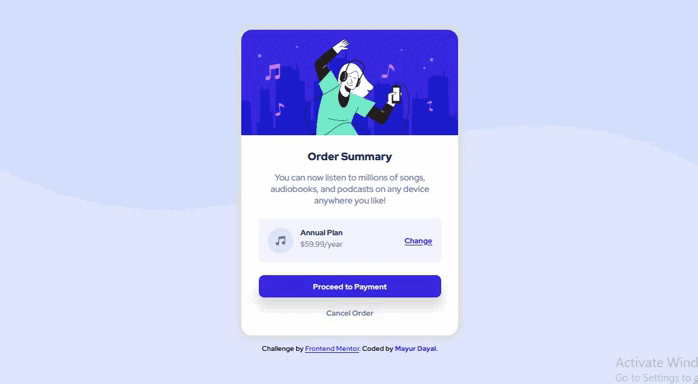 Order Summary
You can now listen to millions of songs,
audiobooks, and podcasts on any device
anywhere you like!
Annual Plan
$59.99/year
Change
Proceed to Payment
Cancel Order
Challenge by Frontend Mentor. Coded by Mayur Dayal.
Activate Wind
Go to Settings to